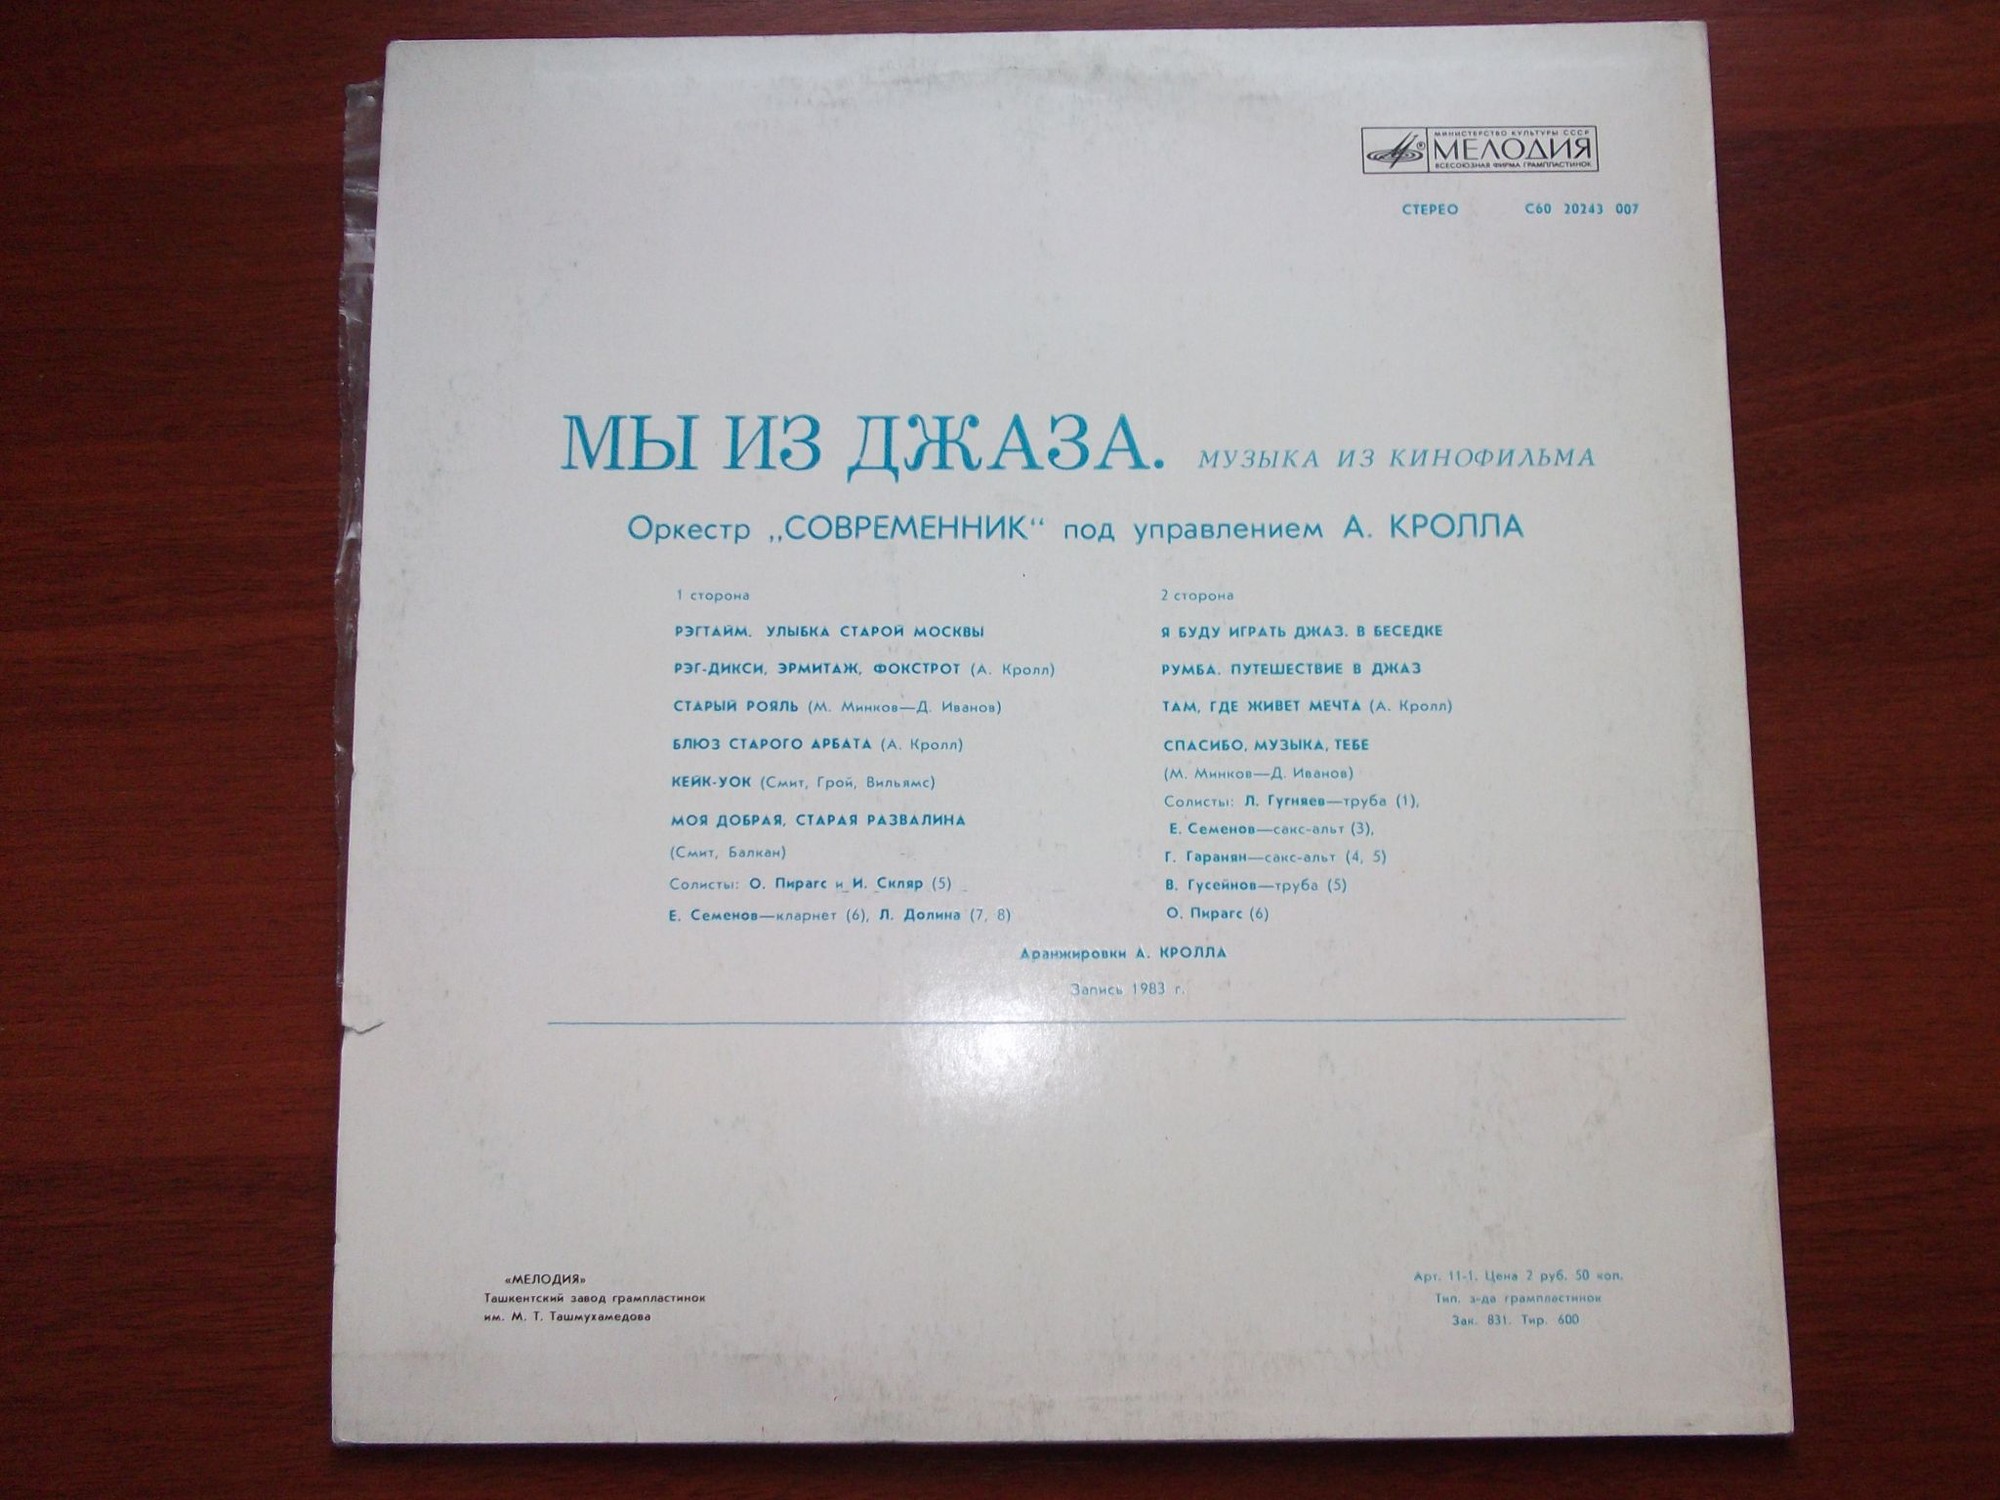 МИНИСТЕРСТВО КУЛЬТУРЫ СССР
МЕЛОДИЯ
ВСЕСОЮЗНАЯ ФИРМА ГРАМПЛАСТИНОК
СТЕРЕО С60 20243 007
МЫ ИЗ ДЖАЗА. МУЗЫКА ИЗ КИНОФИЛЬМА
Оркестр „СОВРЕМЕННИК“ под управлением А. КРОЛЛА
1 сторона
РЭГТАЙМ. УЛЫБКА СТАРОЙ МОСКВЫ
РЭГ-ДИКСИ, ЭРМИТАЖ, ФОКСТРОТ (А. Кролл)
СТАРЫЙ РОЯЛЬ (М. Минков—Д. Иванов)
БЛЮЗ СТАРОГО АРБАТА (А. Кролл)
КЕЙК-УОК (Смит, Грой, Вильямс)
МОЯ ДОБРАЯ, СТАРАЯ РАЗВАЛИНА
(Смит, Балкан)
Солисты: О. Пирагс и И. Скляр (5)
Е. Семенов—кларнет (6), Л. Долина (7, 8)
2 сторона
Я БУДУ ИГРАТЬ ДЖАЗ. В БЕСЕДКЕ
РУМБА. ПУТЕШЕСТВИЕ В ДЖАЗ
ТАМ, ГДЕ ЖИВЕТ МЕЧТА (А. Кролл)
СПАСИБО, МУЗЫКА, ТЕБЕ
(М. Минков—Д. Иванов)
Солисты: Л. Гугняев—труба (1),
Е. Семенов—сакс-альт (3),
Г. Гаранян—сакс-альт (4, 5)
В. Гусейнов—труба (5)
О. Пирагс (6)
Аранжировки А. КРОЛЛА
Запись 1983 г.
«МЕЛОДИЯ»
Ташкентский завод грампластинок
им. М. Т. Ташмухамедова
Арт. 11-1. Цена 2 руб. 50 коп.
Тип. з-да грампластинок
Зак. 831. Тир. 600